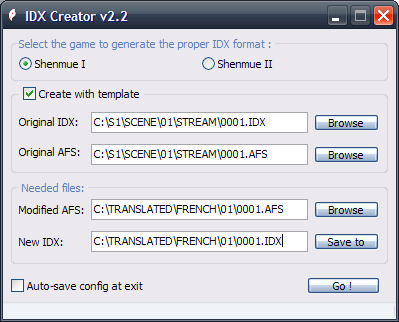 IDX Creator v2.2
Select the game to generate the proper IDX format :
Shenmue I
Shenmue II
Create with template
Original IDX: C:\S1\SCENE\01\STREAM\0001.IDX Browse
Original AFS: C:\S1\SCENE\01\STREAM\0001.AFS Browse
Needed files:
Modified AFS: C:\TRANSLATED\FRENCH\01\0001.AFS Browse
New IDX: C:\TRANSLATED\FRENCH\01\0001.IDX Save to
Auto-save config at exit Go !